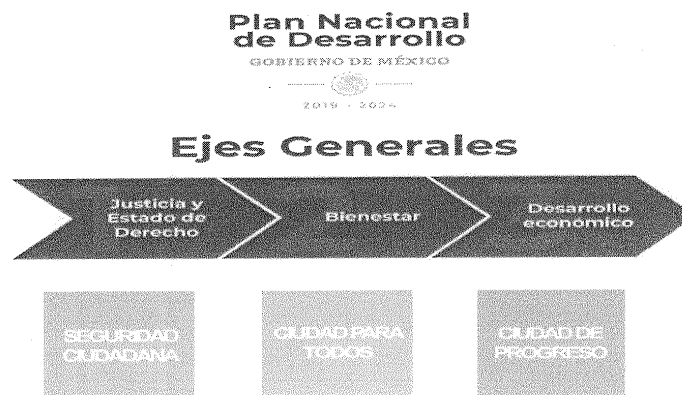 Plan Nacional
de Desarrollo
GOBIERNO DE MÉXICO
2019 - 2024
Ejes Generales
Justicia y
Estado de
Derecho
Bienestar
Desarrollo
económico
SEGURIDAD
CIUDADANA
CIUDAD PARA
TODOS
CIUDAD DE
PROGRESO